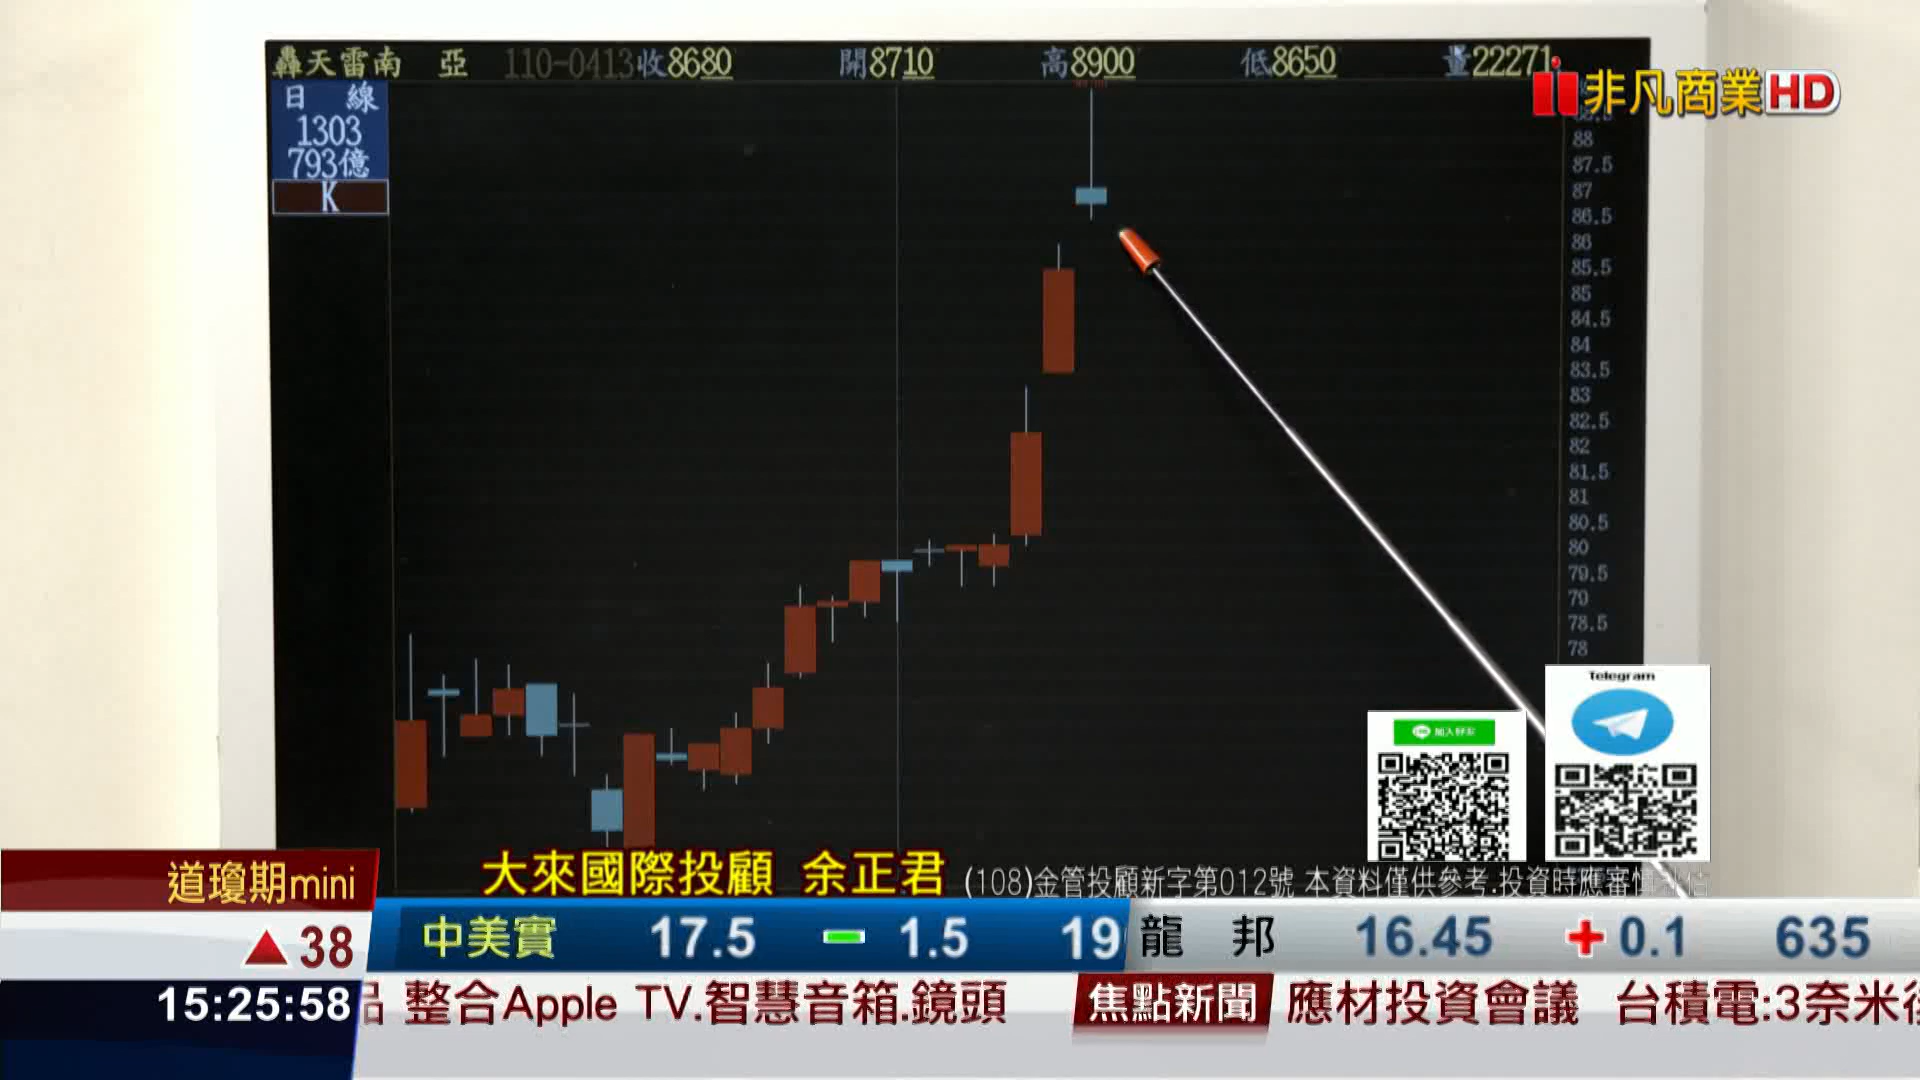 轟天雷南 亞 110-0413收8680 開8710 高8900 低8650 量22271
非凡商業HD
日 線
1303
793億
K
88
87.5
87
86.5
86
85.5
85
84.5
84
83.5
83
82.5
82
81.5
81
80.5
80
79.5
79
78.5
78
Telegram
加入好友
大來國際投顧 余正君
(108)金管投顧新字第012號 本資料僅供參考.投資時應審慎
道瓊期mini
▲38
中美實 17.5 − 1.5 19
龍 邦 16.45 + 0.1 635
15:25:58
品 整合Apple TV.智慧音箱.鏡頭
焦點新聞 應材投資會議 台積電:3奈米